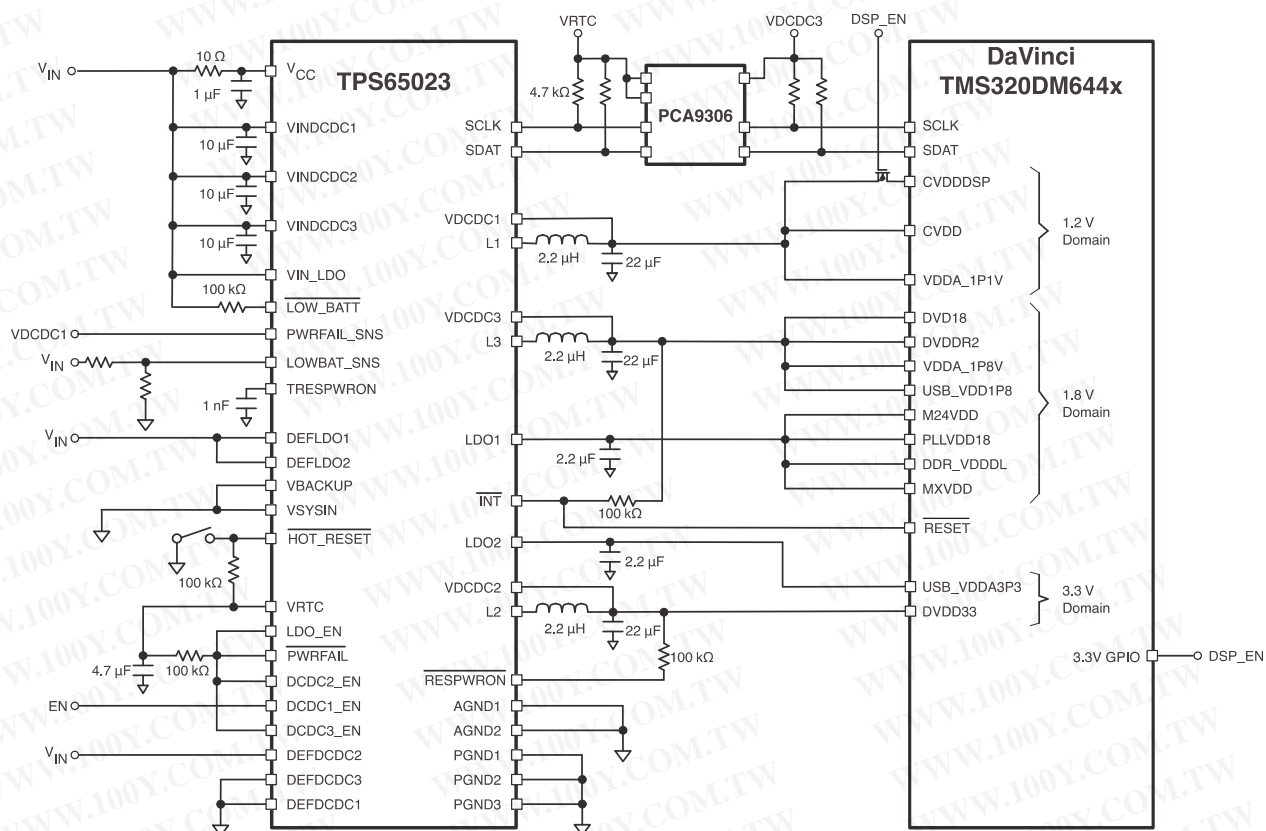 VRTC
VDCDC3
DSP_EN
DaVinci
TMS320DM644x
TPS65023
PCA9306
VIN
10 Ω
VCC
1 µF
4.7 kΩ
VINDCDC1
10 µF
SCLK
SDAT
SCLK
SDAT
VINDCDC2
10 µF
CVDDDSP
VINDCDC3
10 µF
VDCDC1
L1
2.2 µH
22 µF
CVDD
1.2 V
Domain
VIN_LDO
VDDA_1P1V
100 kΩ
LOW_BATT
VDCDC1
PWRFAIL_SNS
VDCDC3
L3
2.2 µH
22 µF
DVD18
DVDDR2
VIN
LOWBAT_SNS
VDDA_1P8V
TRESPWRON
1 nF
USB_VDD1P8
1.8 V
Domain
M24VDD
VIN
DEFLDO1
DEFLDO2
LDO1
2.2 µF
PLLVDD18
DDR_VDDDL
VBACKUP
MXVDD
VSYSIN
INT
100 kΩ
RESET
HOT_RESET
LDO2
2.2 µF
100 kΩ
VDCDC2
USB_VDDA3P3
3.3 V
Domain
VRTC
L2
2.2 µH
22 µF
DVDD33
LDO_EN
PWRFAIL
4.7 µF
100 kΩ
100 kΩ
3.3V GPIO
DSP_EN
DCDC2_EN
RESPWRON
EN
DCDC1_EN
AGND1
DCDC3_EN
AGND2
VIN
DEFDCDC2
PGND1
DEFDCDC3
PGND2
DEFDCDC1
PGND3
WWW.100Y.COM.TW